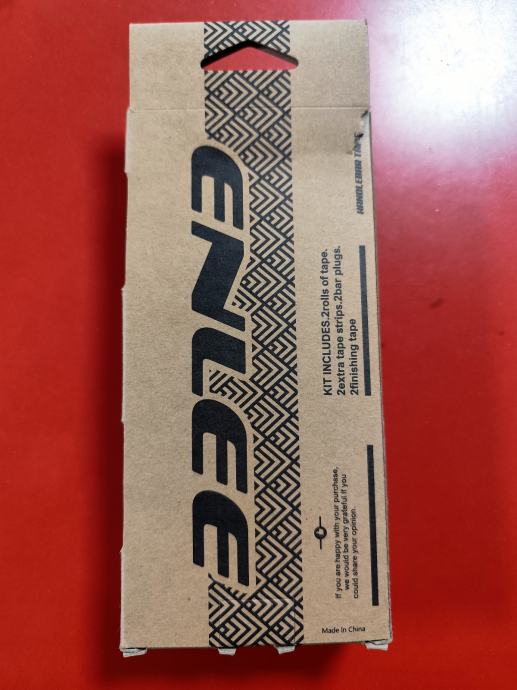 ENLEE
HANDLEBAR TAPE
KIT INCLUDES.2rolls of tape.
2extra tape strips.2bar plugs.
2finishing tape
If you are happy with your purchase,
we would be very grateful if you
could share your opinion.
Made In China